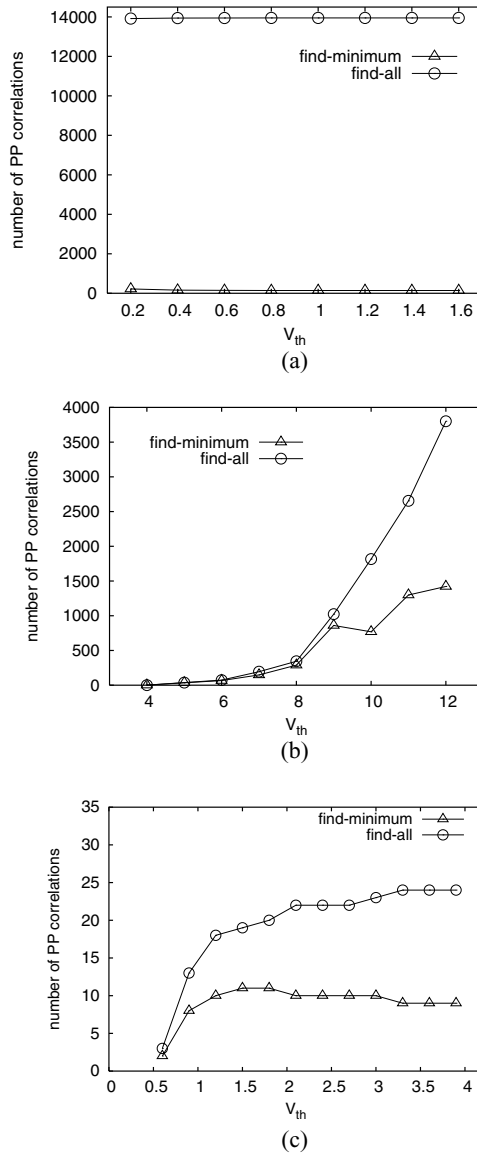 14000
12000
10000
8000
6000
4000
2000
0
number of PP correlations
find-minimum
find-all
0.2 0.4 0.6 0.8 1 1.2 1.4 1.6
V_th
(a)
4000
3500
3000
2500
2000
1500
1000
500
0
number of PP correlations
find-minimum
find-all
4 6 8 10 12
V_th
(b)
35
30
25
20
15
10
5
0
number of PP correlations
find-minimum
find-all
0 0.5 1 1.5 2 2.5 3 3.5 4
V_th
(c)